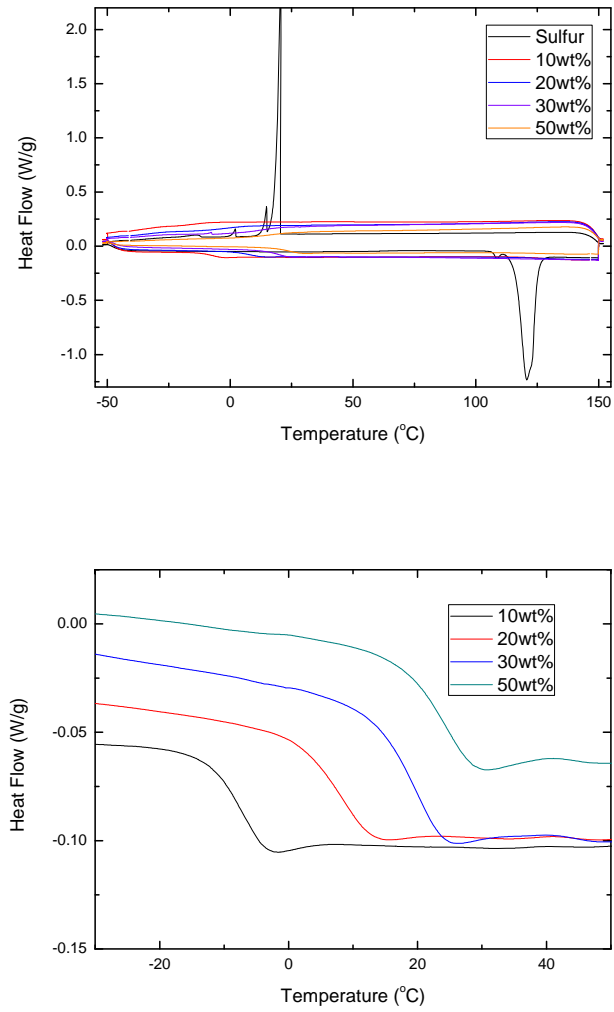 2.0
1.5
1.0
0.5
0.0
-0.5
-1.0
Heat Flow (W/g)
Sulfur
10wt%
20wt%
30wt%
50wt%
-50 0 50 100 150
Temperature (°C)
0.00
-0.05
-0.10
-0.15
Heat Flow (W/g)
10wt%
20wt%
30wt%
50wt%
-20 0 20 40
Temperature (°C)